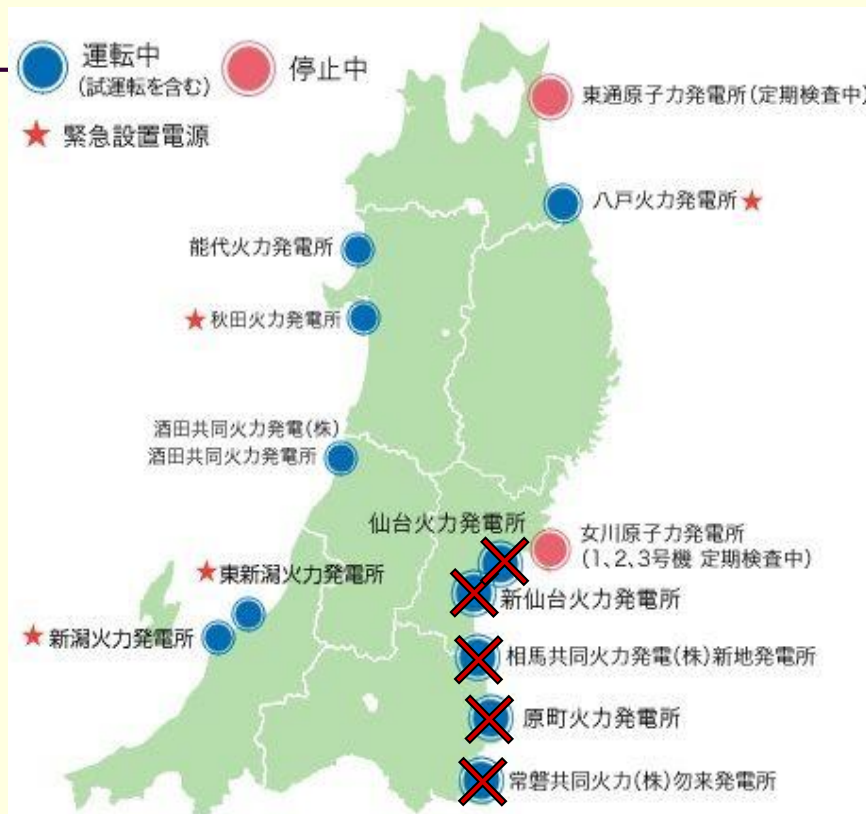 運転中
(試運転を含む)
停止中
★ 緊急設置電源
東通原子力発電所(定期検査中)
八戸火力発電所★
能代火力発電所
★秋田火力発電所
酒田共同火力発電(株)
酒田共同火力発電所
仙台火力発電所
女川原子力発電所
(1、2、3号機 定期検査中)
★東新潟火力発電所
新仙台火力発電所
★新潟火力発電所
相馬共同火力発電(株)新地発電所
原町火力発電所
常磐共同火力(株)勿来発電所